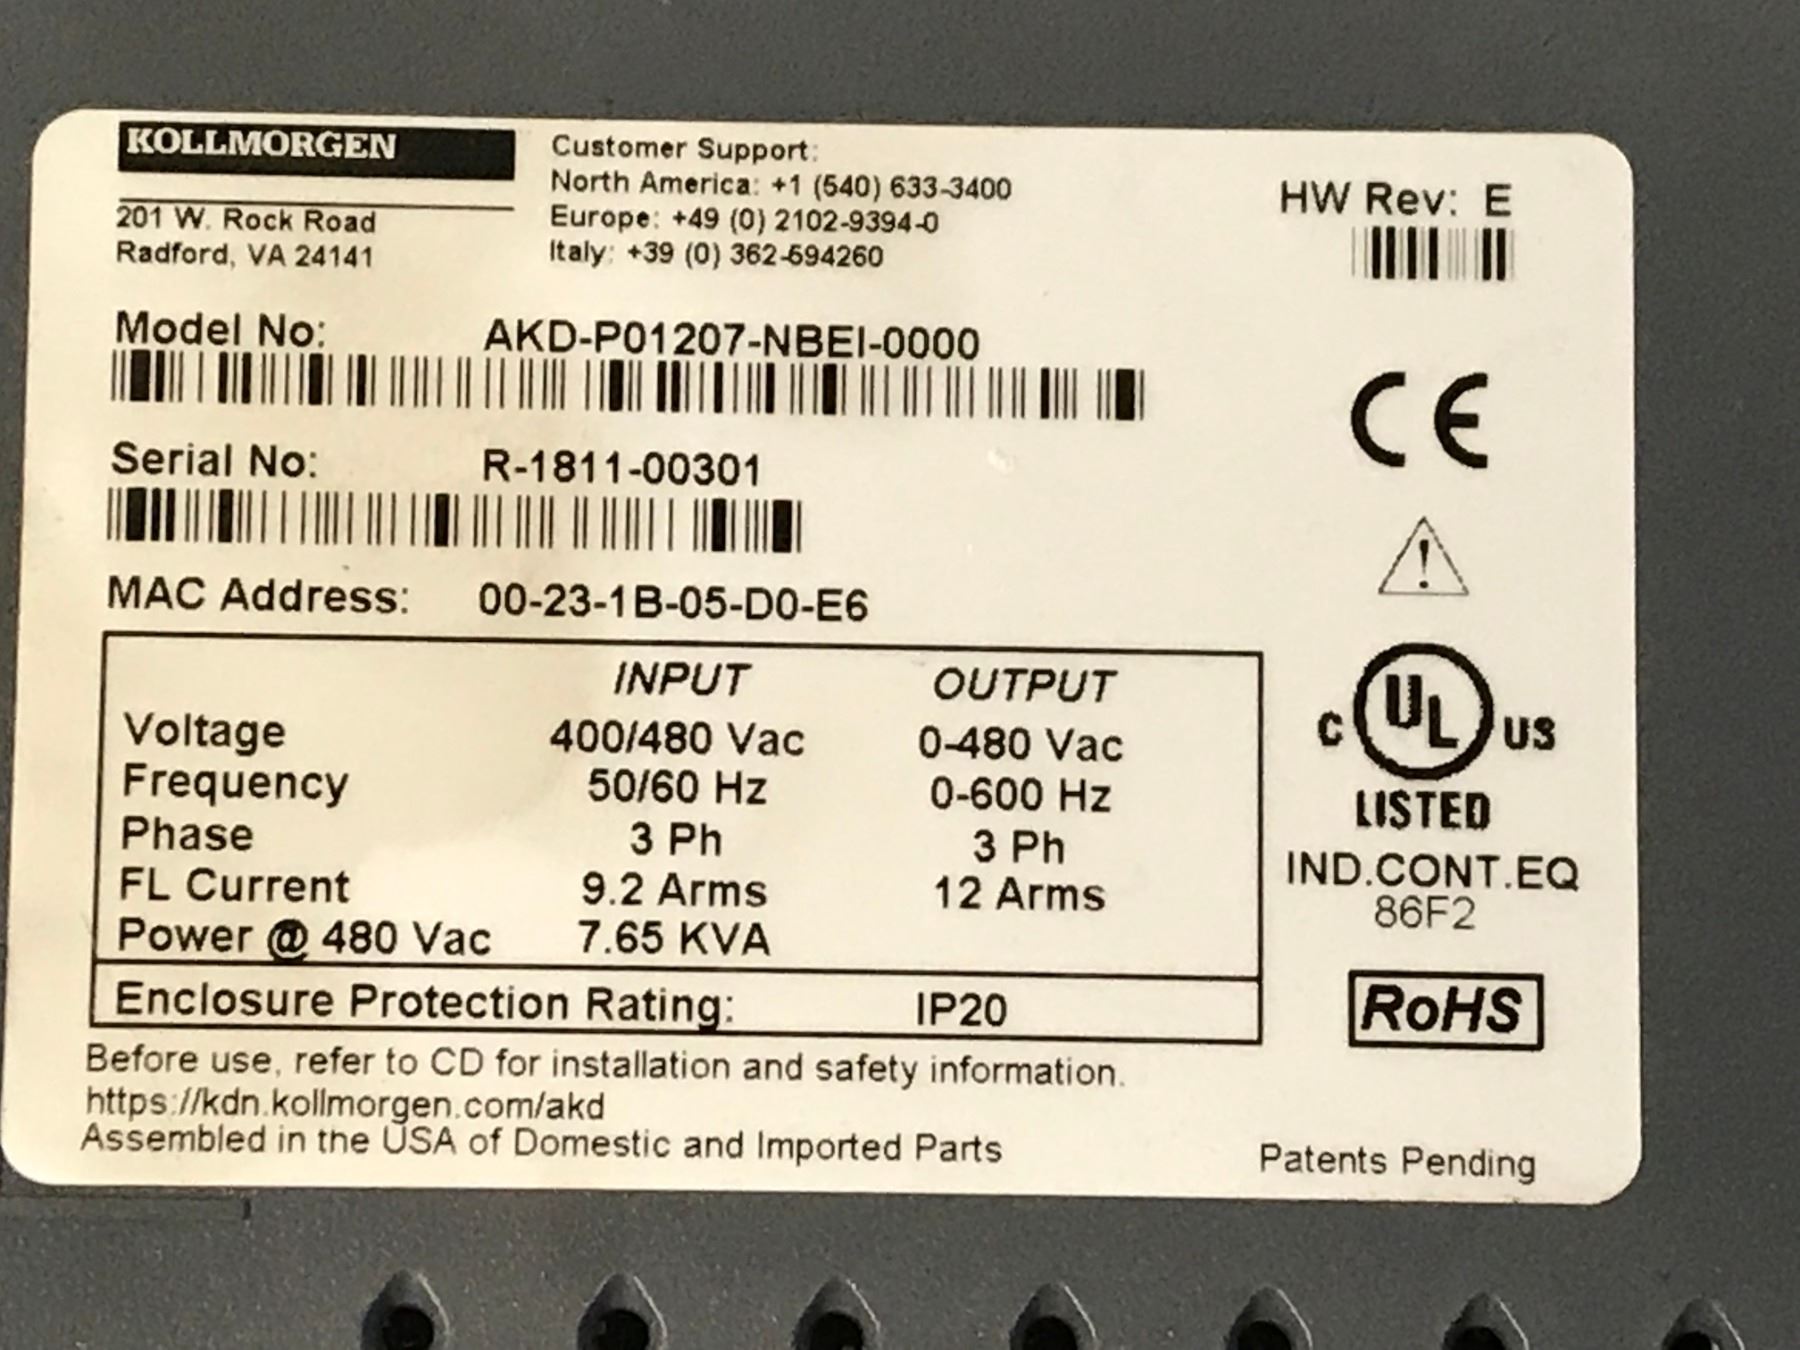 KOLLMORGEN
201 W. Rock Road
Radford, VA 24141
Customer Support:
North America: +1 (540) 633-3400
Europe: +49 (0) 2102-9394-0
Italy: +39 (0) 362-594260
HW Rev: E
Model No: AKD-P01207-NBEI-0000
Serial No: R-1811-00301
MAC Address: 00-23-1B-05-D0-E6
INPUT OUTPUT
Voltage 400/480 Vac 0-480 Vac
Frequency 50/60 Hz 0-600 Hz
Phase 3 Ph 3 Ph
FL Current 9.2 Arms 12 Arms
Power @ 480 Vac 7.65 KVA
Enclosure Protection Rating: IP20
Before use, refer to CD for installation and safety information.
https://kdn.kollmorgen.com/akd
Assembled in the USA of Domestic and Imported Parts
CE
!
C UL US
LISTED
IND.CONT.EQ
86F2
RoHS
Patents Pending